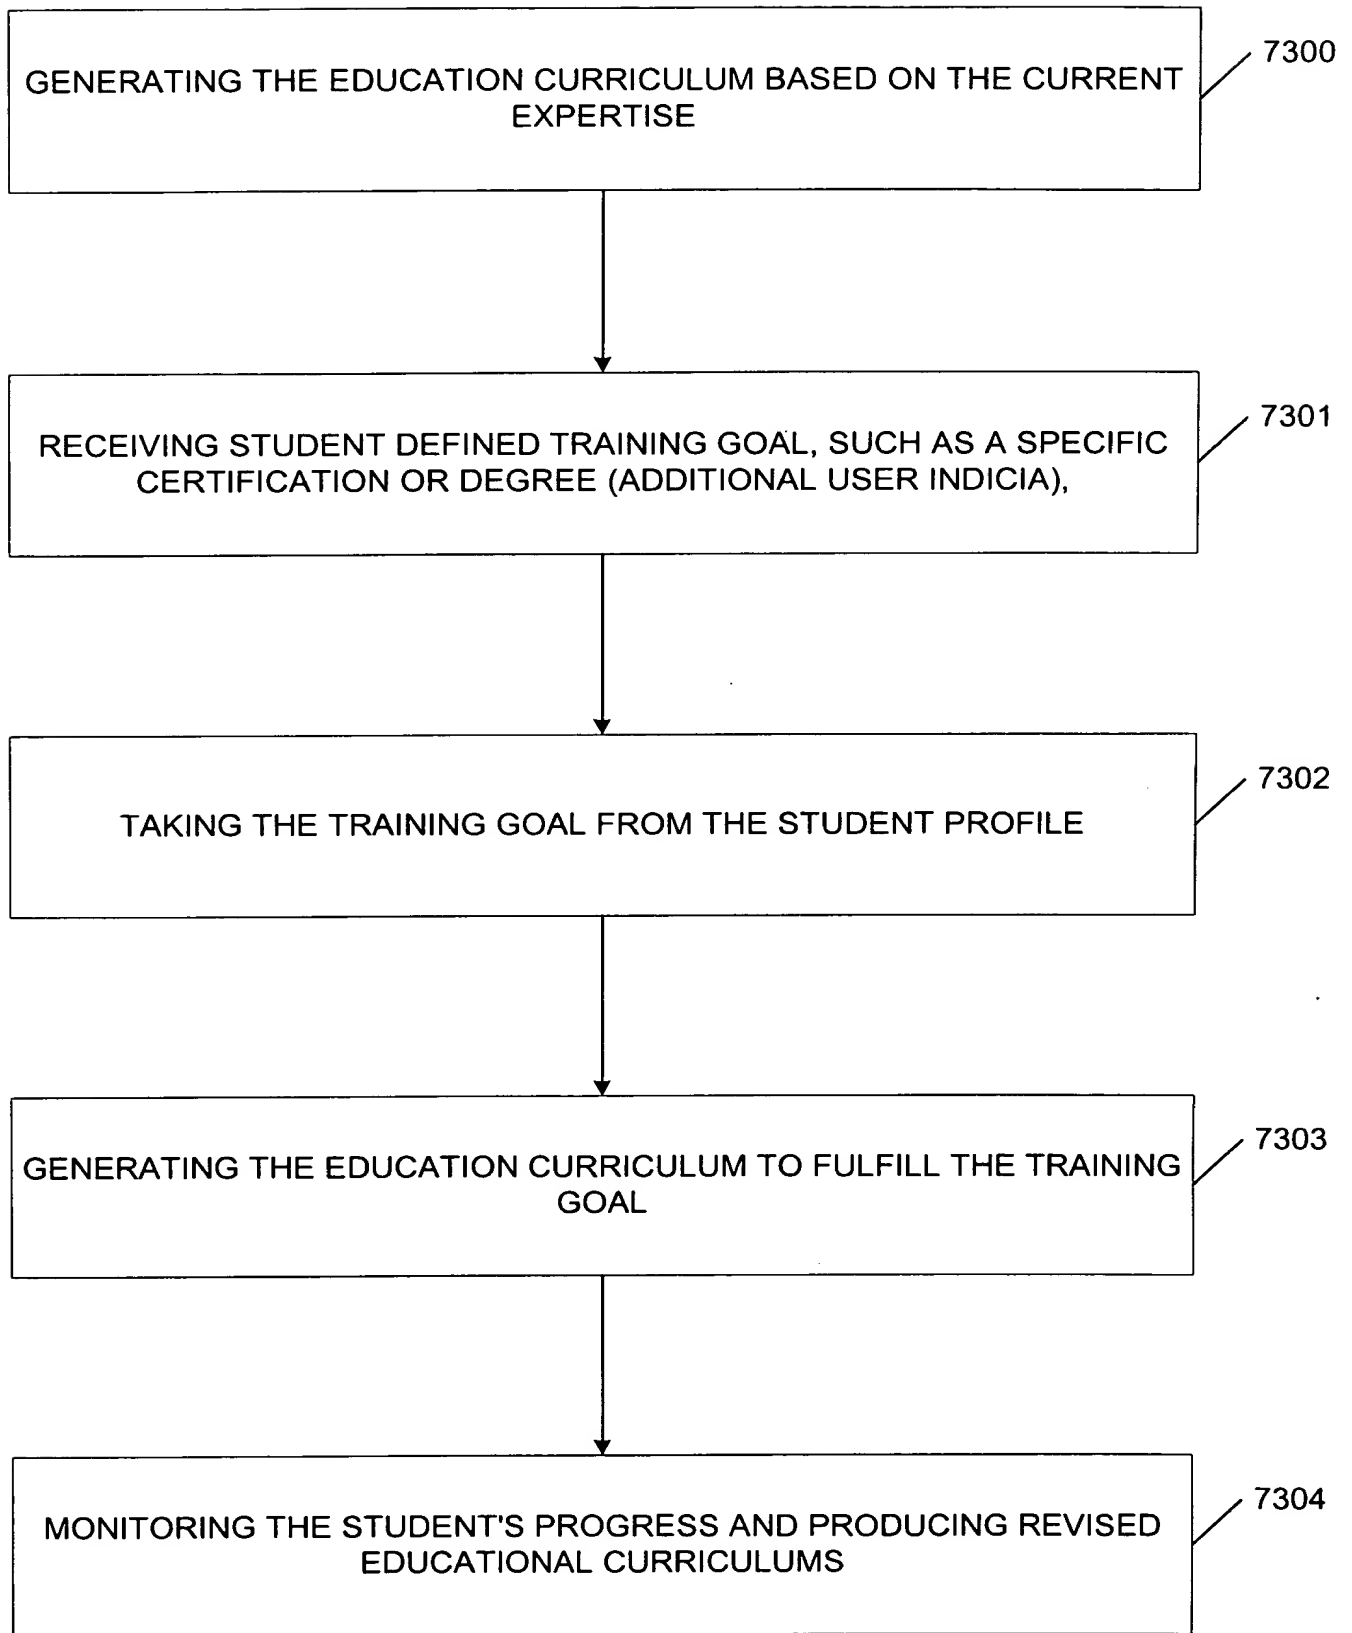 GENERATING THE EDUCATION CURRICULUM BASED ON THE CURRENT
EXPERTISE
7300
RECEIVING STUDENT DEFINED TRAINING GOAL, SUCH AS A SPECIFIC
CERTIFICATION OR DEGREE (ADDITIONAL USER INDICIA),
7301
TAKING THE TRAINING GOAL FROM THE STUDENT PROFILE
7302
GENERATING THE EDUCATION CURRICULUM TO FULFILL THE TRAINING
GOAL
7303
MONITORING THE STUDENT'S PROGRESS AND PRODUCING REVISED
EDUCATIONAL CURRICULUMS
7304